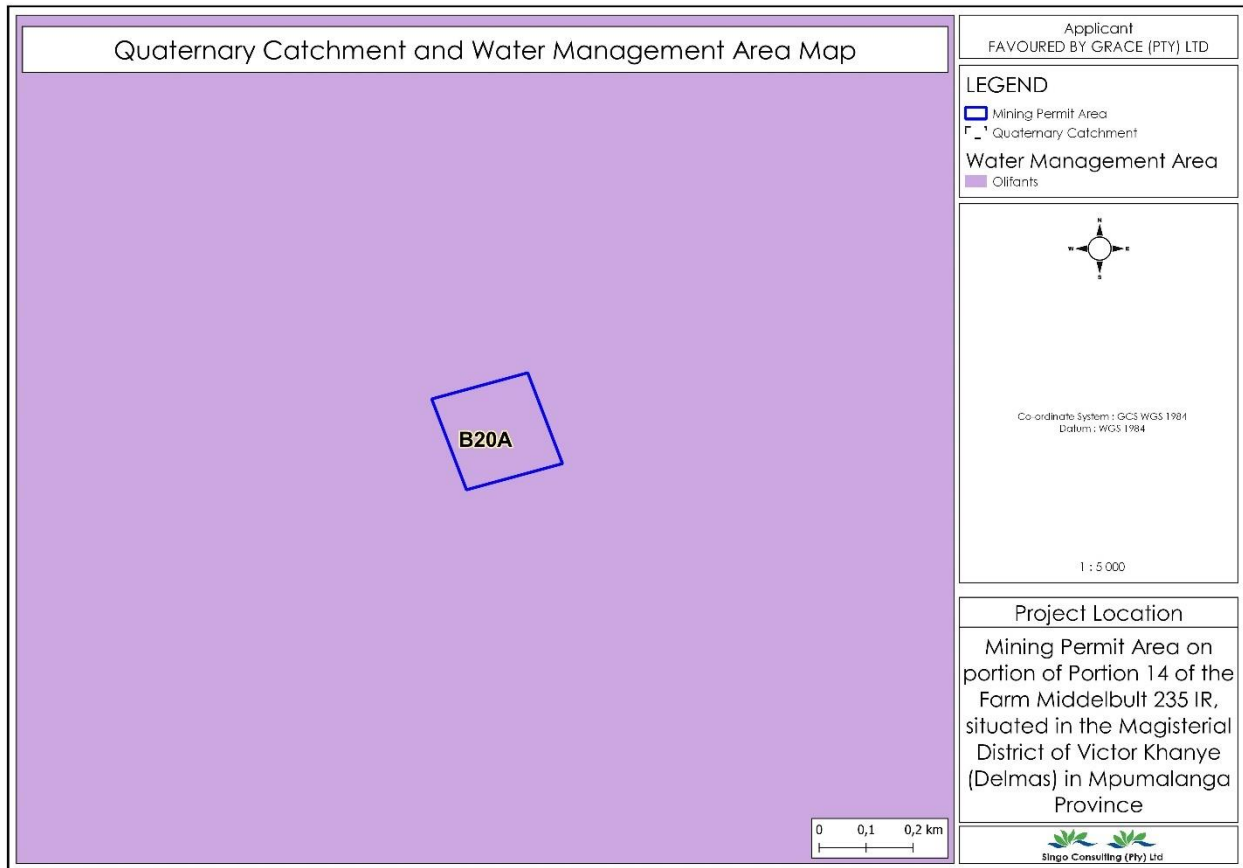 Quaternary Catchment and Water Management Area Map
B20A
0 0,1 0,2 km
Applicant
FAVOURED BY GRACE (PTY) LTD
LEGEND
Mining Permit Area
Quaternary Catchment
Water Management Area
Olifants
N
W E
S
Co-ordinate System : GCS WGS 1984
Datum : WGS 1984
1 : 5 000
Project Location
Mining Permit Area on
portion of Portion 14 of the
Farm Middelbult 235 IR,
situated in the Magisterial
District of Victor Khanye
(Delmas) in Mpumalanga
Province
Singo Consulting (Pty) Ltd